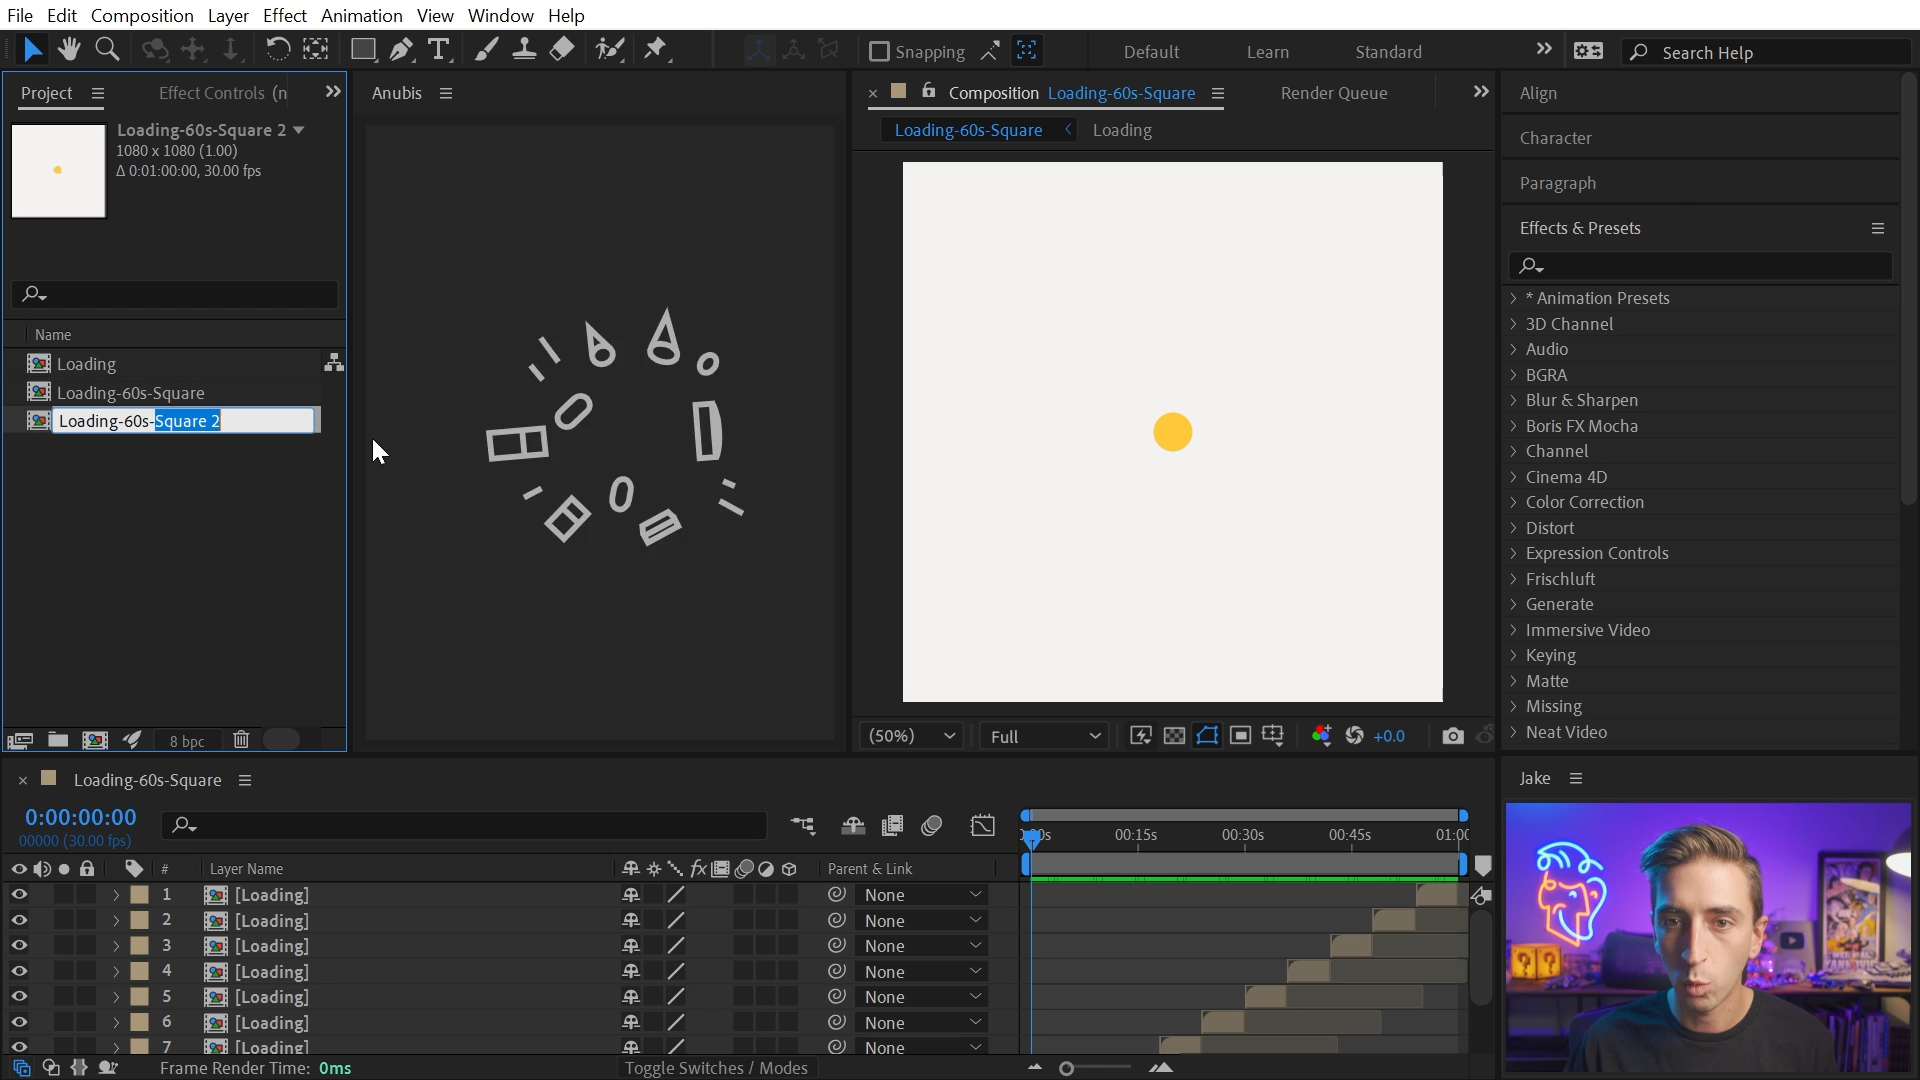 File Edit Composition Layer Effect Animation View Window Help
Snapping Default Learn Standard Search Help
Project Effect Controls (n
Loading-60s-Square 2
1080 x 1080 (1.00)
Δ 0:01:00:00, 30.00 fps
Name
Loading
Loading-60s-Square
Loading-60s-Square 2
8 bpc
Anubis
Composition Loading-60s-Square Render Queue
Loading-60s-Square Loading
(50%) Full +0.0
Align
Character
Paragraph
Effects & Presets
* Animation Presets
3D Channel
Audio
BGRA
Blur & Sharpen
Boris FX Mocha
Channel
Cinema 4D
Color Correction
Distort
Expression Controls
Frischluft
Generate
Immersive Video
Keying
Matte
Missing
Neat Video
Loading-60s-Square
0:00:00:00
00000 (30.00 fps)
00:15s 00:30s 00:45s 01:00
# Layer Name fx Parent & Link
1 [Loading] None
2 [Loading] None
3 [Loading] None
4 [Loading] None
5 [Loading] None
6 [Loading] None
7 [Loading] None
Frame Render Time: 0ms Toggle Switches / Modes
Jake